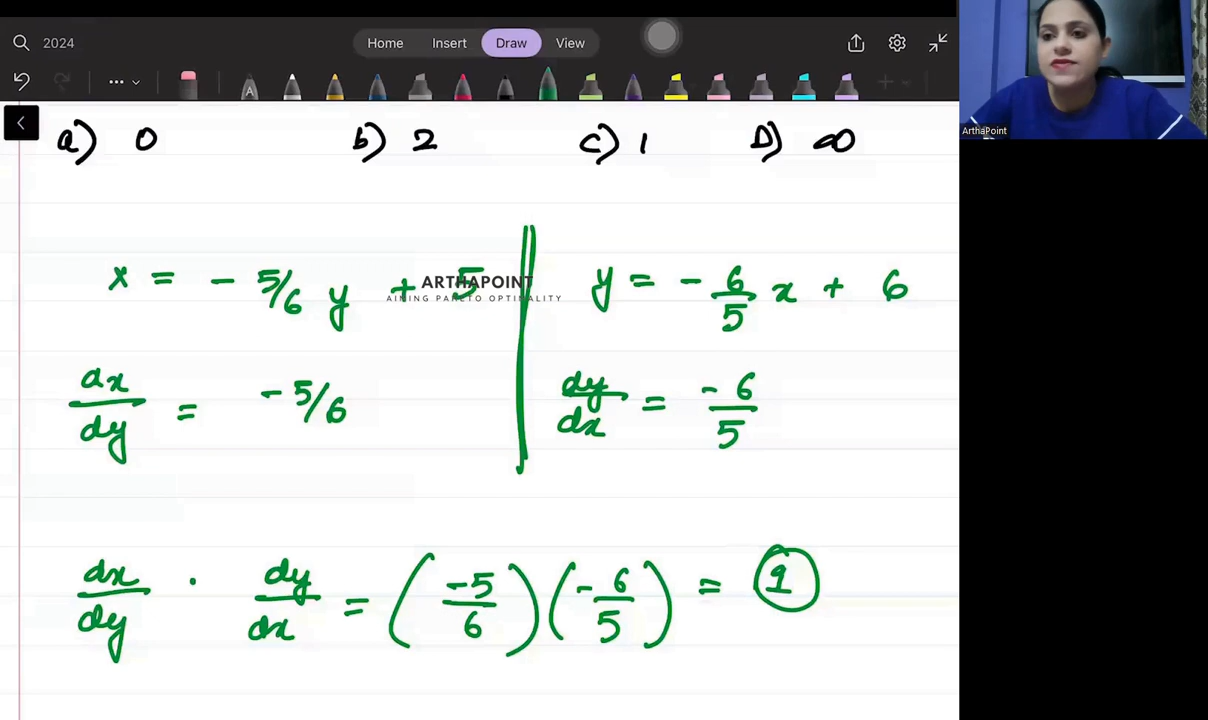 2024
Home Insert Draw View
A
ArthaPoint
a) 0 b) 2 c) 1 D) ∞
x = - 5/6 y + 5
y = - 6/5 x + 6
ARTHAPOINT
AIMING PARETO OPTIMALITY
dx/dy = - 5/6
dy/dx = -6/5
dx/dy · dy/dx = (-5/6)(-6/5) = 1